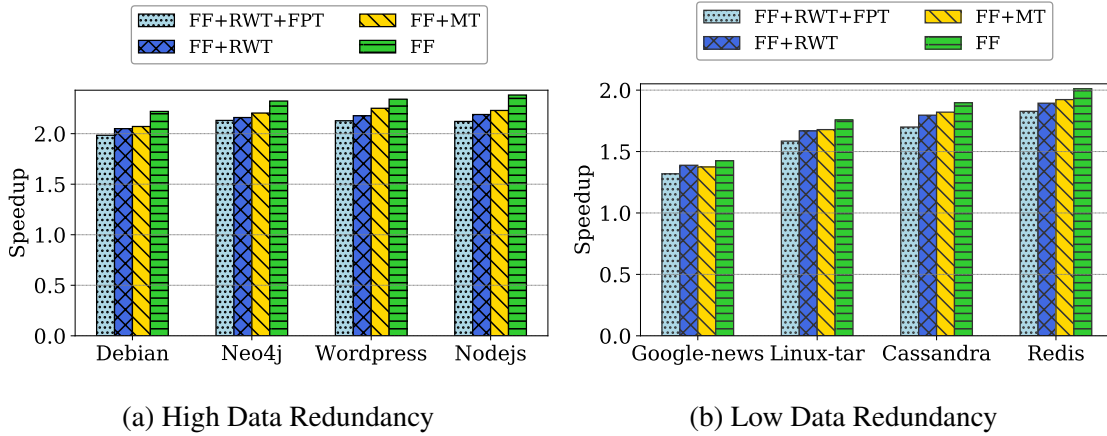 FF+RWT+FPT FF+MT
FF+RWT FF
Speedup
2.0
1.5
1.0
0.5
0.0
Debian Neo4j Wordpress Nodejs
(a) High Data Redundancy
FF+RWT+FPT FF+MT
FF+RWT FF
Speedup
2.0
1.5
1.0
0.5
0.0
Google-news Linux-tar Cassandra Redis
(b) Low Data Redundancy